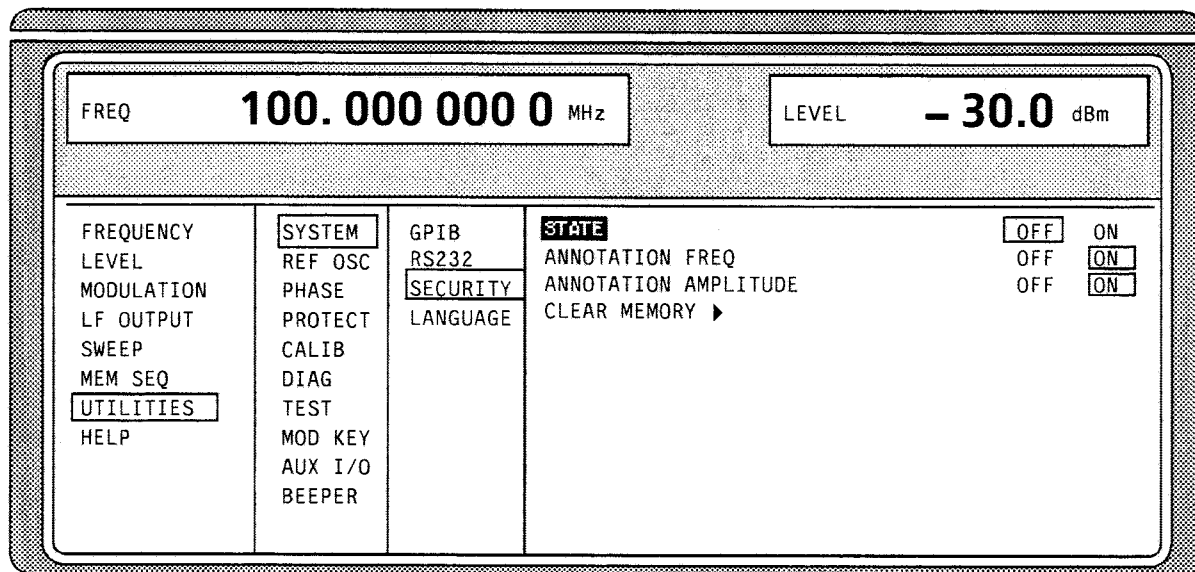 FREQ 100. 000 000 0 MHz
LEVEL – 30.0 dBm
FREQUENCY
LEVEL
MODULATION
LF OUTPUT
SWEEP
MEM SEQ
UTILITIES
HELP
SYSTEM
REF OSC
PHASE
PROTECT
CALIB
DIAG
TEST
MOD KEY
AUX I/O
BEEPER
GPIB
RS232
SECURITY
LANGUAGE
STATE OFF ON
ANNOTATION FREQ OFF ON
ANNOTATION AMPLITUDE OFF ON
CLEAR MEMORY ▶